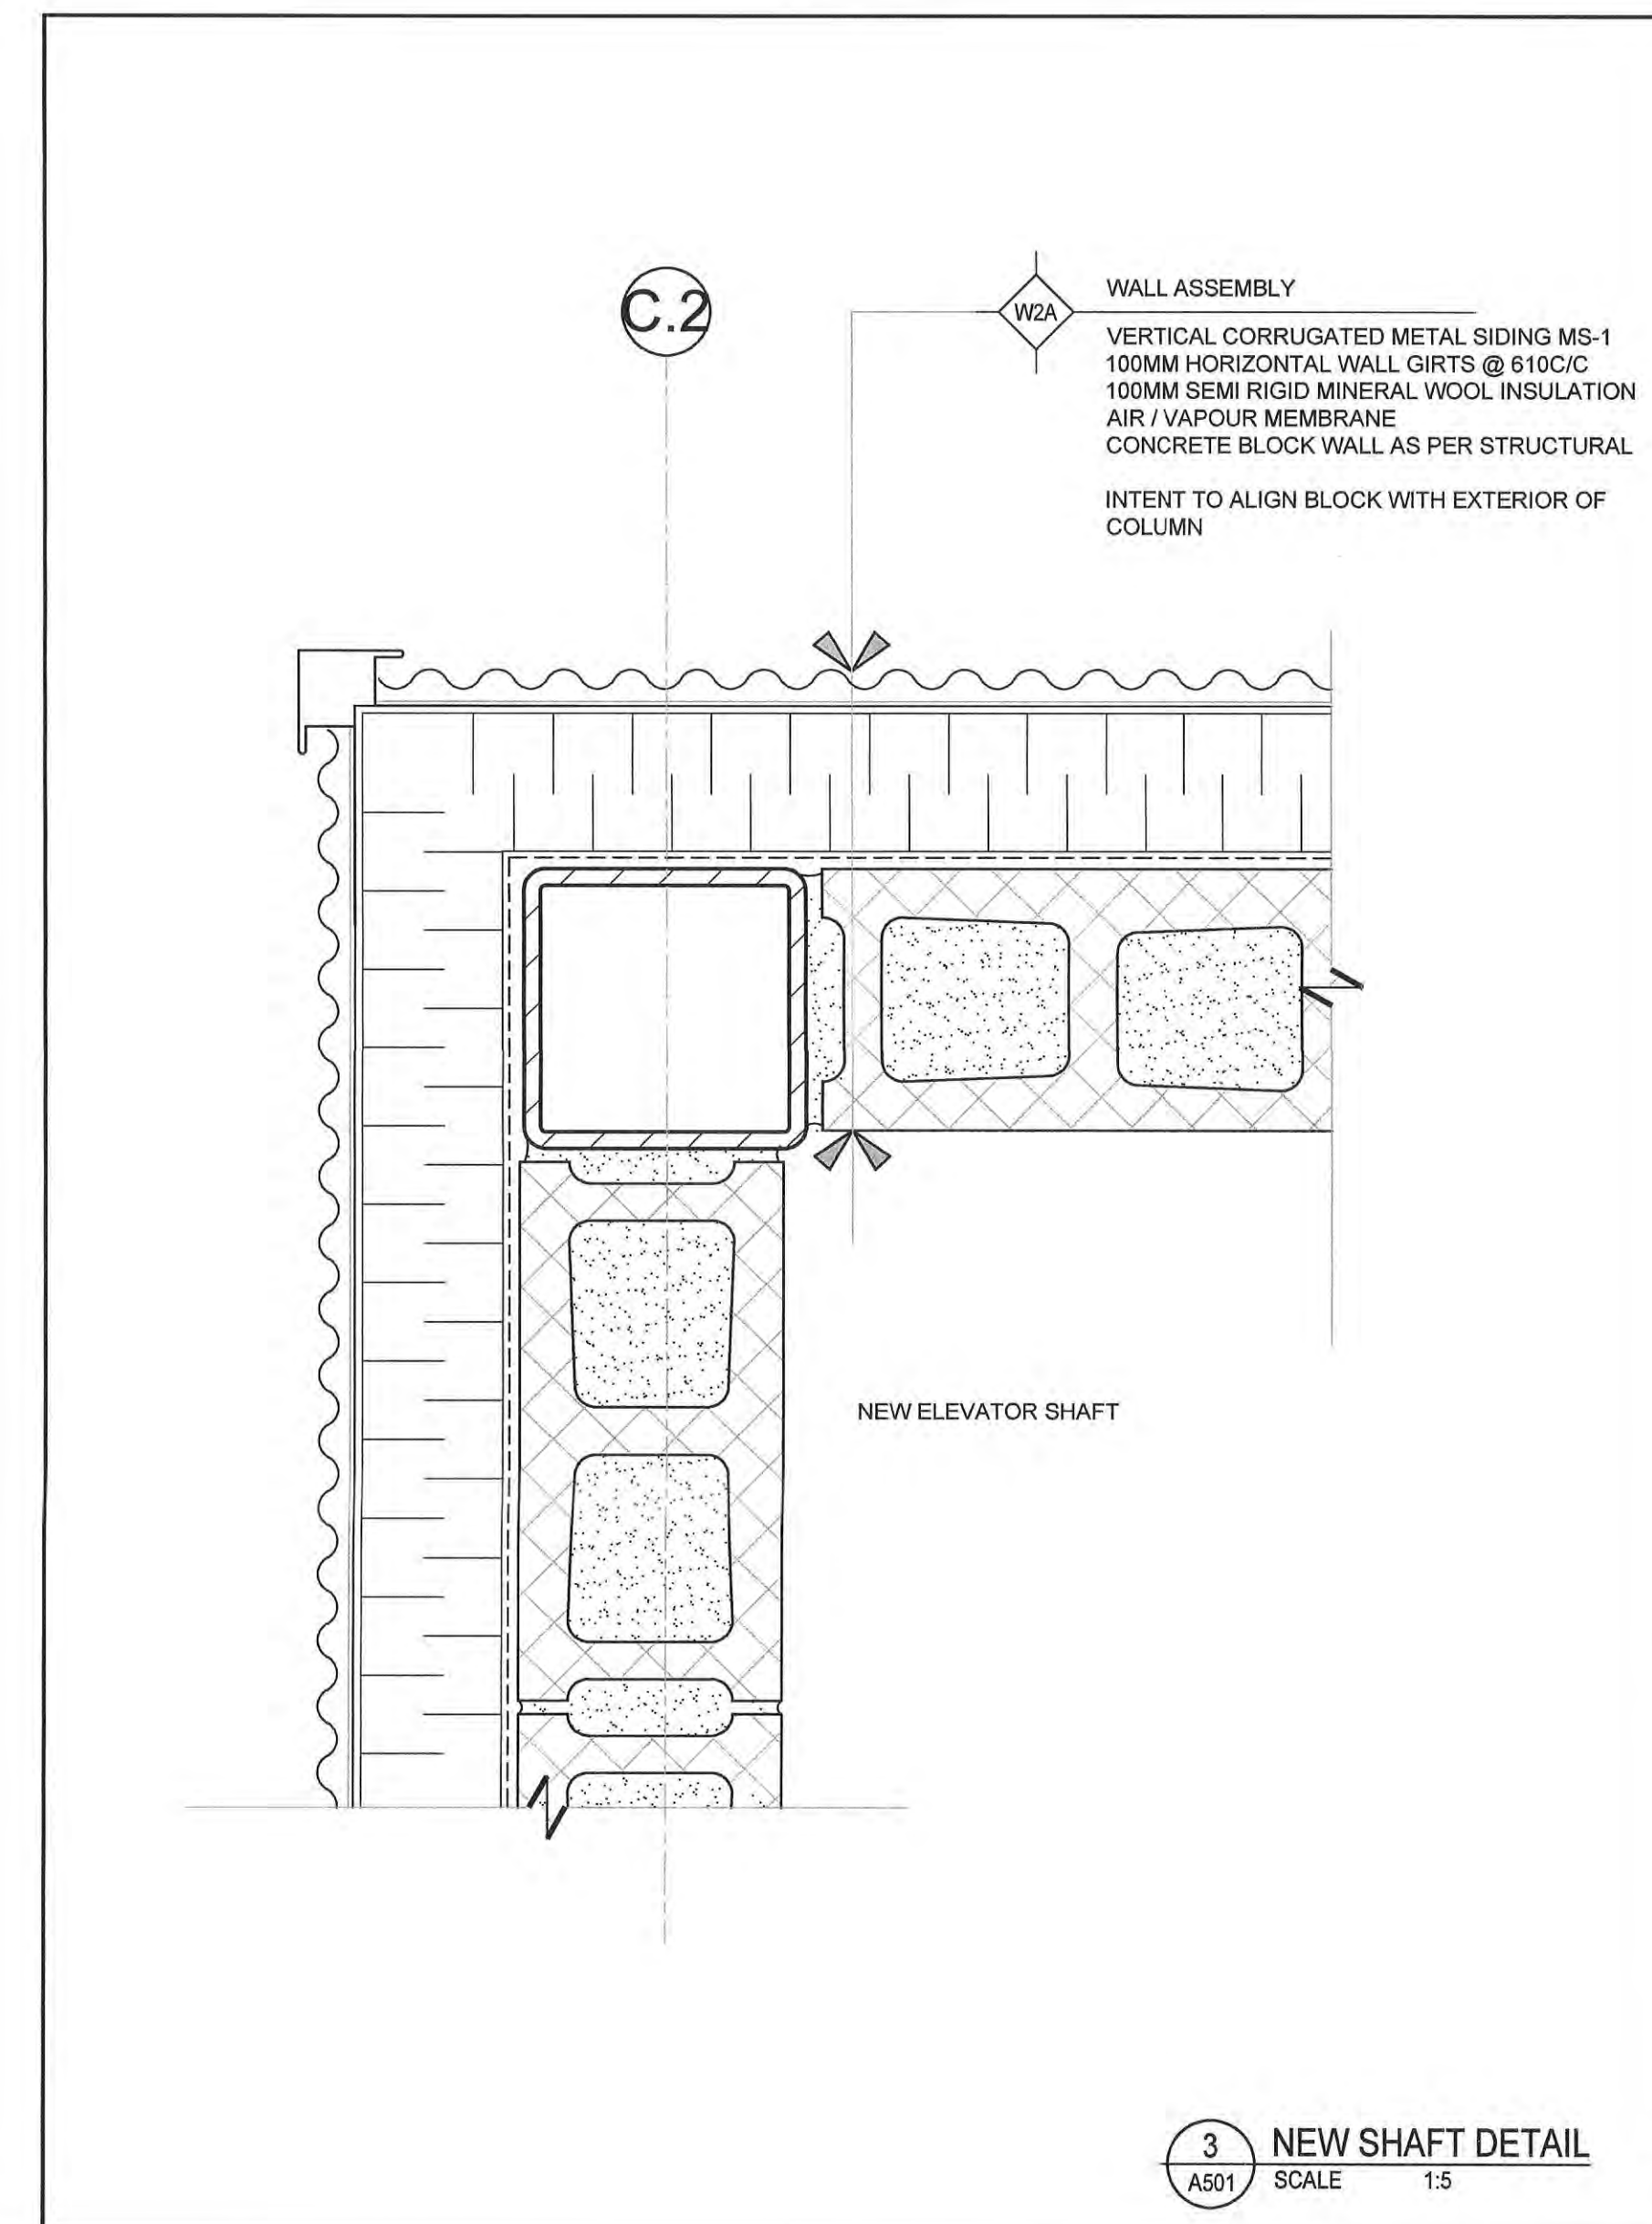 C.2
W2A
WALL ASSEMBLY
VERTICAL CORRUGATED METAL SIDING MS-1
100MM HORIZONTAL WALL GIRTS @ 610C/C
100MM SEMI RIGID MINERAL WOOL INSULATION
AIR / VAPOUR MEMBRANE
CONCRETE BLOCK WALL AS PER STRUCTURAL
INTENT TO ALIGN BLOCK WITH EXTERIOR OF
COLUMN
NEW ELEVATOR SHAFT
3
NEW SHAFT DETAIL
A501
SCALE 1:5